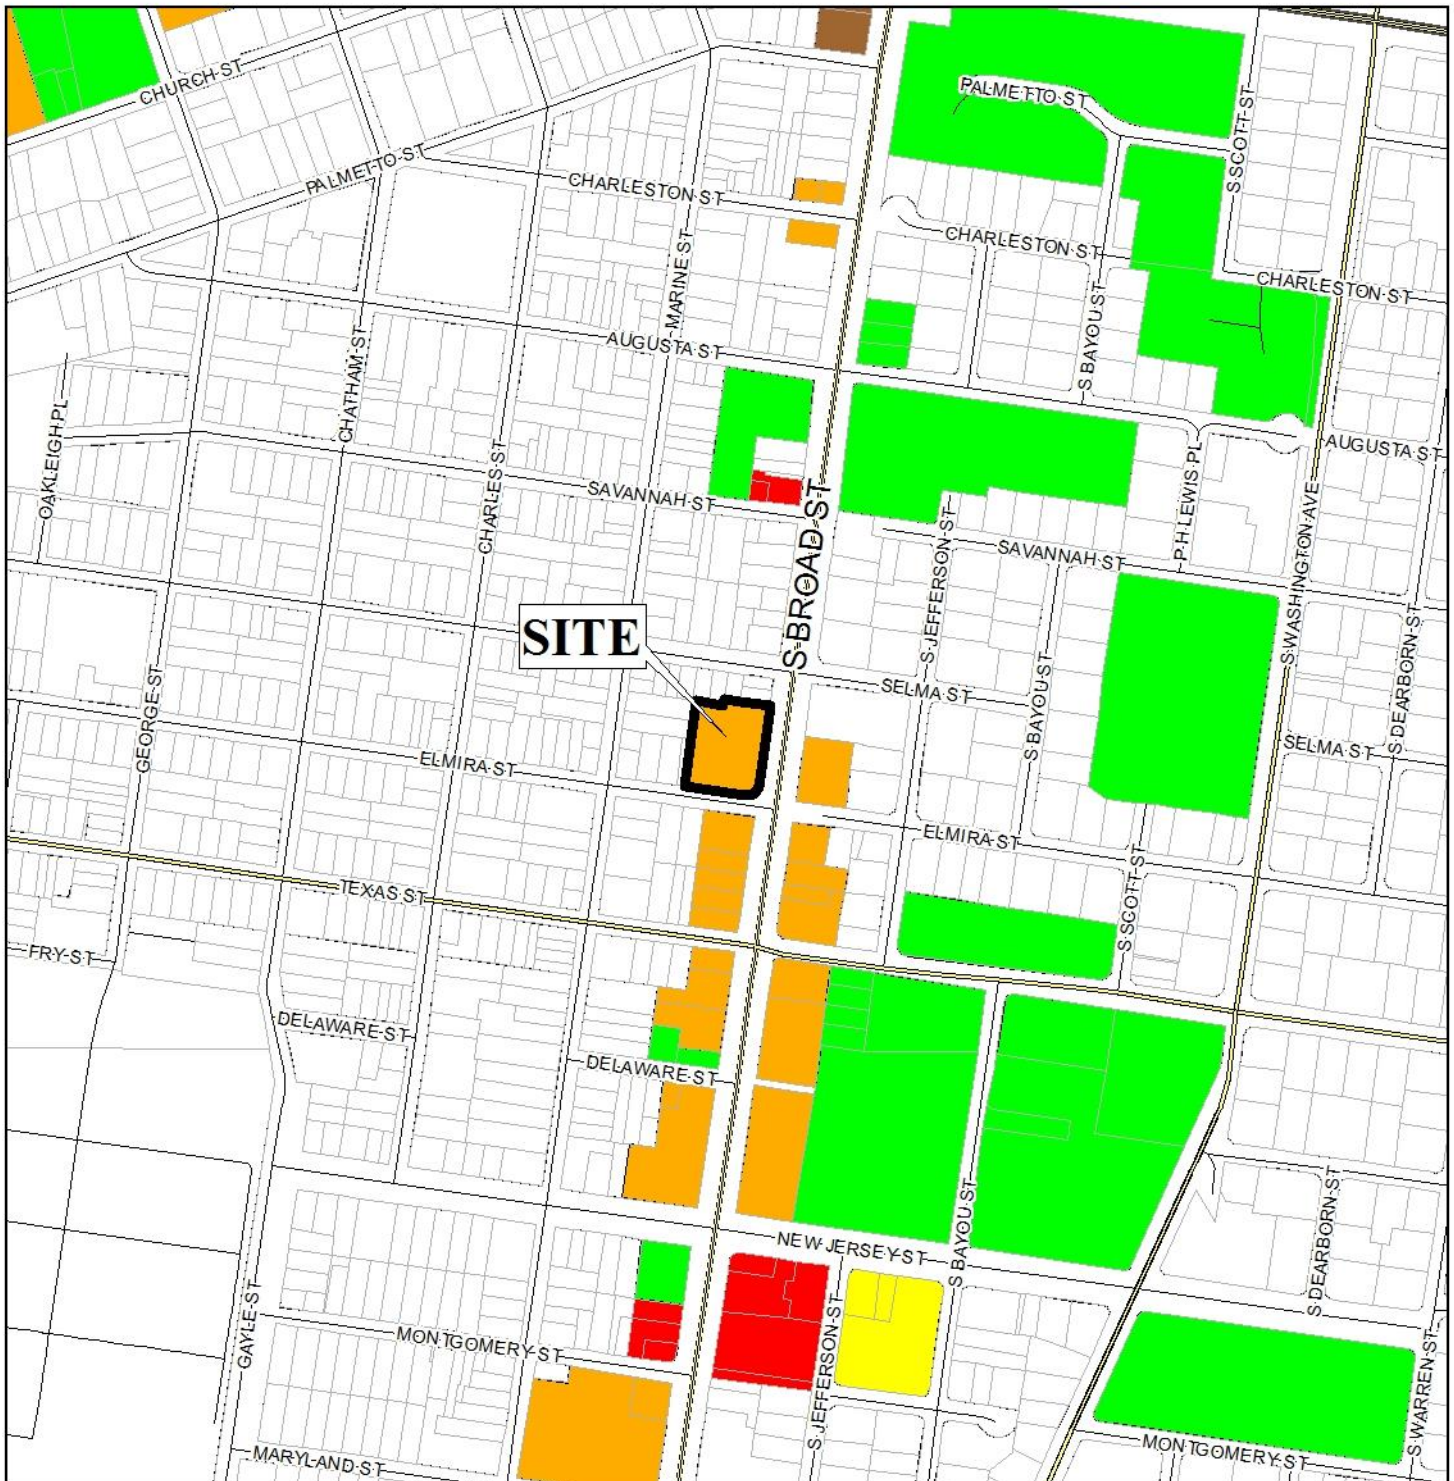 CHURCH ST
PALMETTO ST
S SCOTT ST
PALMETTO ST
CHARLESTON ST
CHARLESTON ST
CHARLESTON ST
MARINE ST
S BAYOU ST
AUGUSTA ST
CHATHAM ST
OAKLEIGH PL
AUGUSTA ST
P H LEWIS PL
CHARLES ST
SAVANNAH ST
S BROAD ST
S JEFFERSON ST
SAVANNAH ST
S WASHINGTON AVE
SITE
S DEARBORN ST
GEORGE ST
SELMA ST
S BAYOU ST
SELMA ST
ELMIRA ST
ELMIRA ST
TEXAS ST
S SCOTT ST
FRY ST
DELAWARE ST
DELAWARE ST
S BAYOU ST
S DEARBORN ST
NEW JERSEY ST
GAYLE ST
MONTGOMERY ST
S JEFFERSON ST
S WARREN ST
MONTGOMERY ST
MARYLAND ST